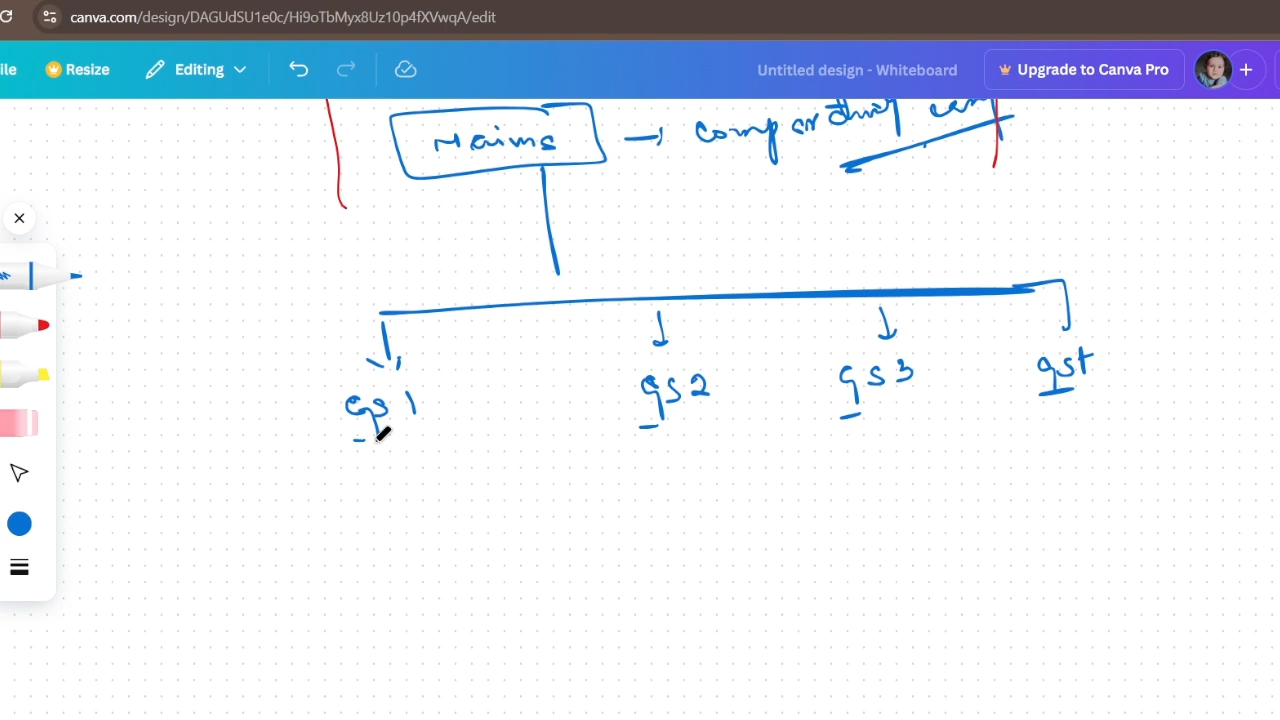 canva.com/design/DAGUdSU1e0c/Hi9oTbMyx8Uz10p4fXVwqA/edit
ile Resize Editing Untitled design - Whiteboard Upgrade to Canva Pro +
Mains →
gs 1 gs 2 gs 3 gst